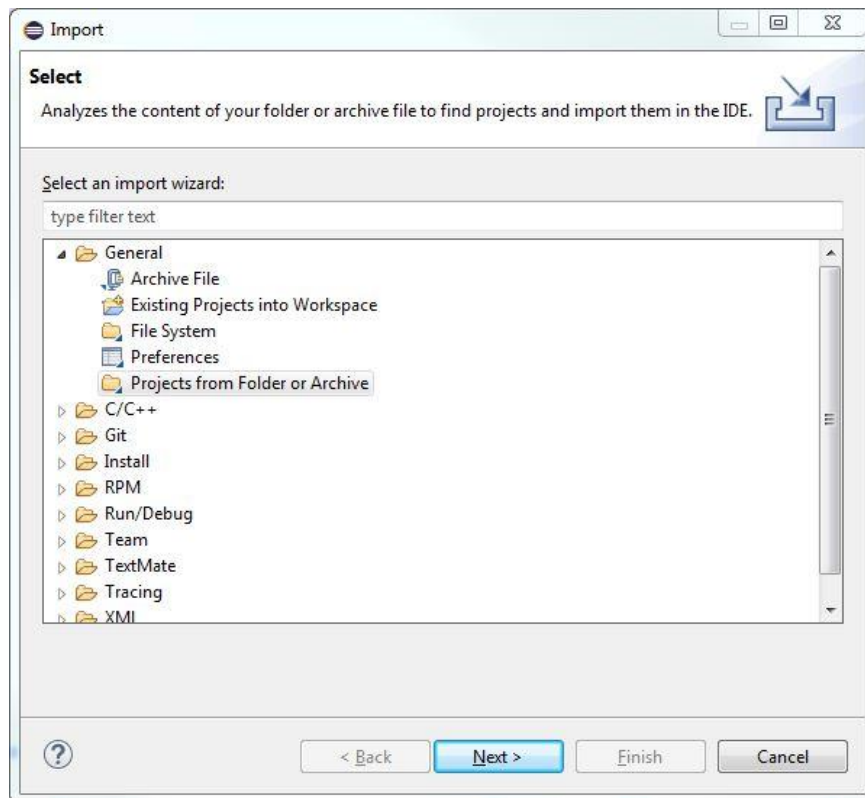 Import
Select
Analyzes the content of your folder or archive file to find projects and import them in the IDE.
Select an import wizard:
type filter text
General
Archive File
Existing Projects into Workspace
File System
Preferences
Projects from Folder or Archive
C/C++
Git
Install
RPM
Run/Debug
Team
TextMate
Tracing
XML
?
< Back
Next >
Finish
Cancel